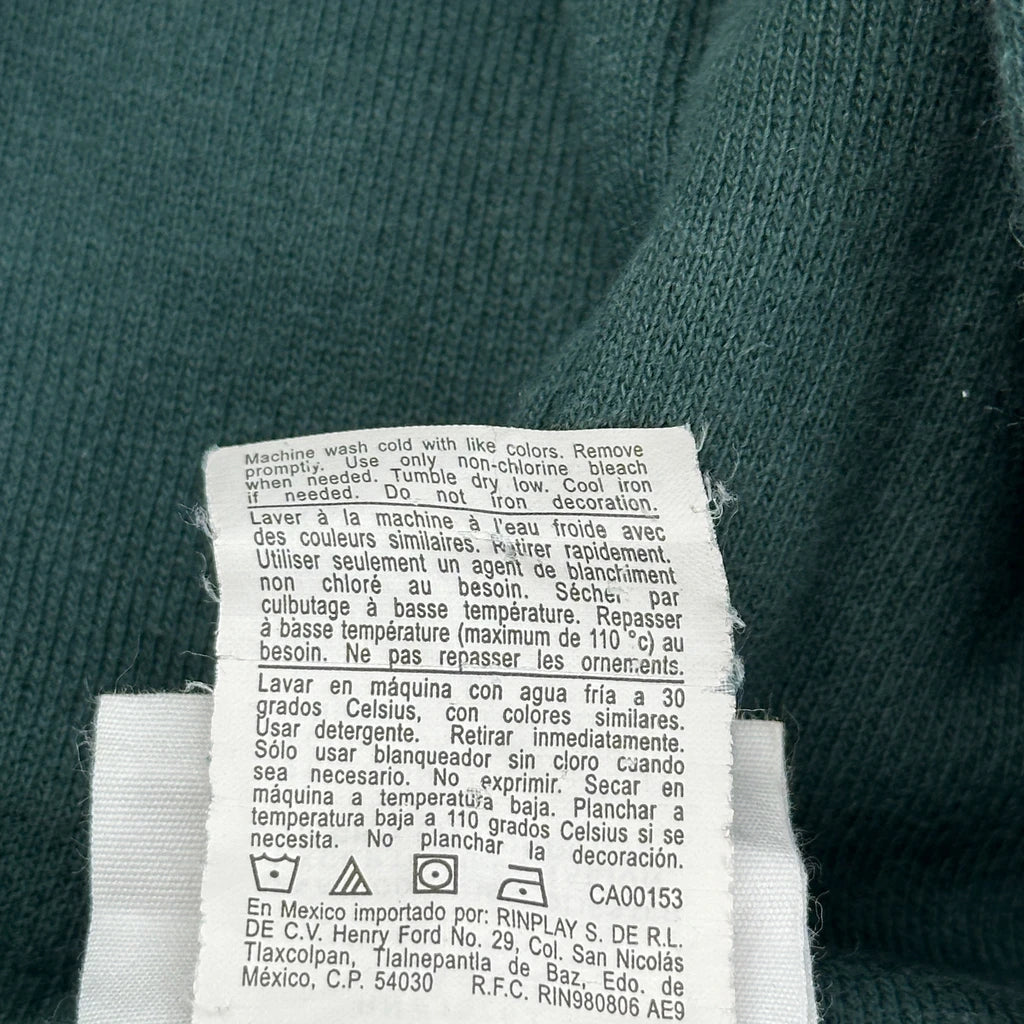 Machine wash cold with like colors. Remove
promptly. Use only non-chlorine bleach
when needed. Tumble dry low. Cool iron
if needed. Do not iron decoration.
Laver à la machine à l'eau froide avec
des couleurs similaires. Retirer rapidement.
Utiliser seulement un agent de blanchiment
non chloré au besoin. Sécher par
culbutage à basse température. Repasser
à basse température (maximum de 110 °c) au
besoin. Ne pas repasser les ornements.
Lavar en máquina con agua fría a 30
grados Celsius, con colores similares.
Usar detergente. Retirar inmediatamente.
Sólo usar blanqueador sin cloro cuando
sea necesario. No exprimir. Secar en
máquina a temperatura baja. Planchar a
temperatura baja a 110 grados Celsius si se
necesita. No planchar la decoración.
CA00153
En Mexico importado por: RINPLAY S. DE R.L.
DE C.V. Henry Ford No. 29, Col. San Nicolás
Tlaxcolpan, Tlalnepantla de Baz, Edo. de
México, C.P. 54030 R.F.C. RIN980806 AE9